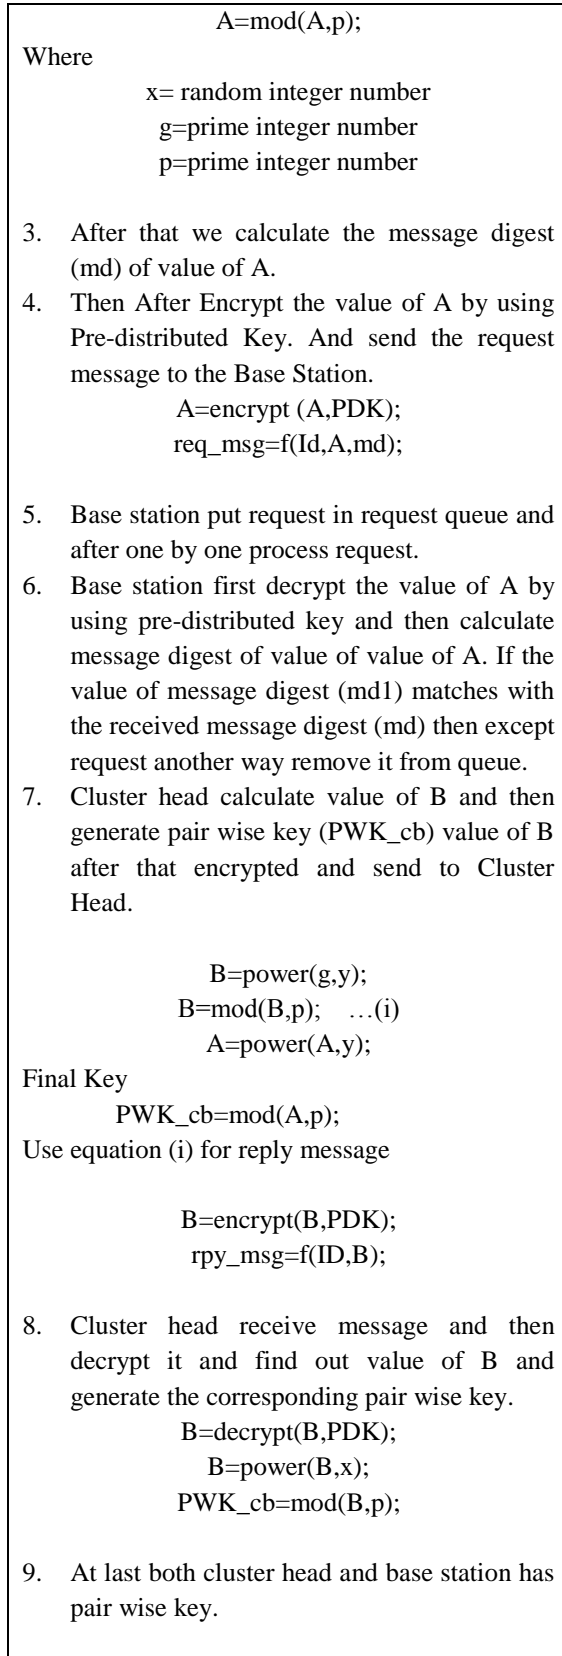 A=mod(A,p);
Where
x= random integer number
g=prime integer number
p=prime integer number
3. After that we calculate the message digest
(md) of value of A.
4. Then After Encrypt the value of A by using
Pre-distributed Key. And send the request
message to the Base Station.
A=encrypt (A,PDK);
req_msg=f(Id,A,md);
5. Base station put request in request queue and
after one by one process request.
6. Base station first decrypt the value of A by
using pre-distributed key and then calculate
message digest of value of value of A. If the
value of message digest (md1) matches with
the received message digest (md) then except
request another way remove it from queue.
7. Cluster head calculate value of B and then
generate pair wise key (PWK_cb) value of B
after that encrypted and send to Cluster
Head.
B=power(g,y);
B=mod(B,p); …(i)
A=power(A,y);
Final Key
PWK_cb=mod(A,p);
Use equation (i) for reply message
B=encrypt(B,PDK);
rpy_msg=f(ID,B);
8. Cluster head receive message and then
decrypt it and find out value of B and
generate the corresponding pair wise key.
B=decrypt(B,PDK);
B=power(B,x);
PWK_cb=mod(B,p);
9. At last both cluster head and base station has
pair wise key.